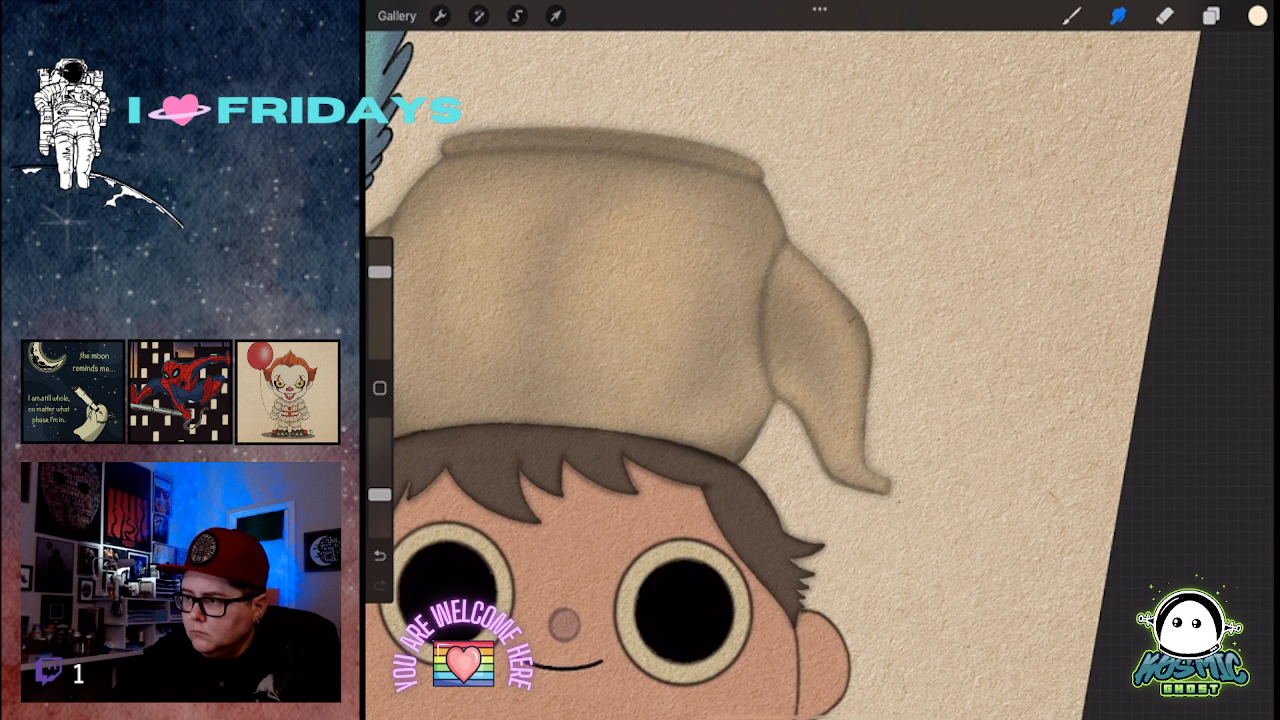 Gallery
I FRIDAYS
the moon
reminds me...
I am still whole,
no matter what
phase I'm in.
1
YOU ARE WELCOME HERE
KOSMIC
GHOST